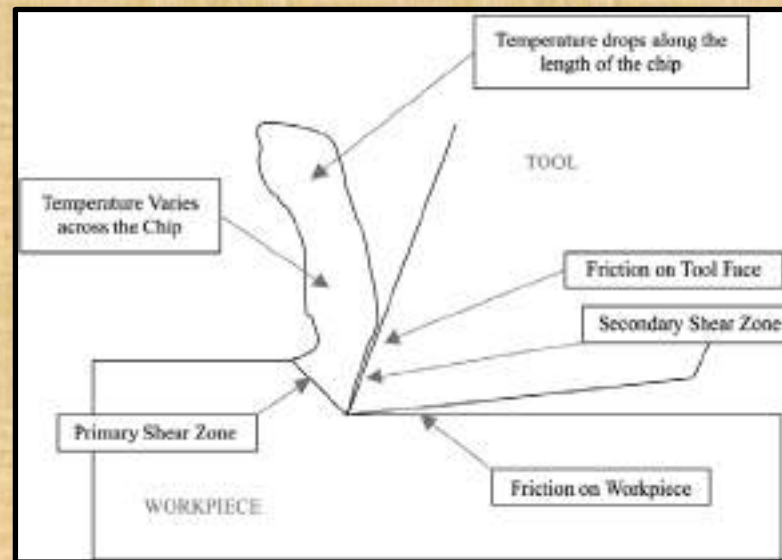 Temperature drops along the
length of the chip
TOOL
Temperature Varies
across the Chip
Friction on Tool Face
Secondary Shear Zone
Primary Shear Zone
Friction on Workpiece
WORKPIECE